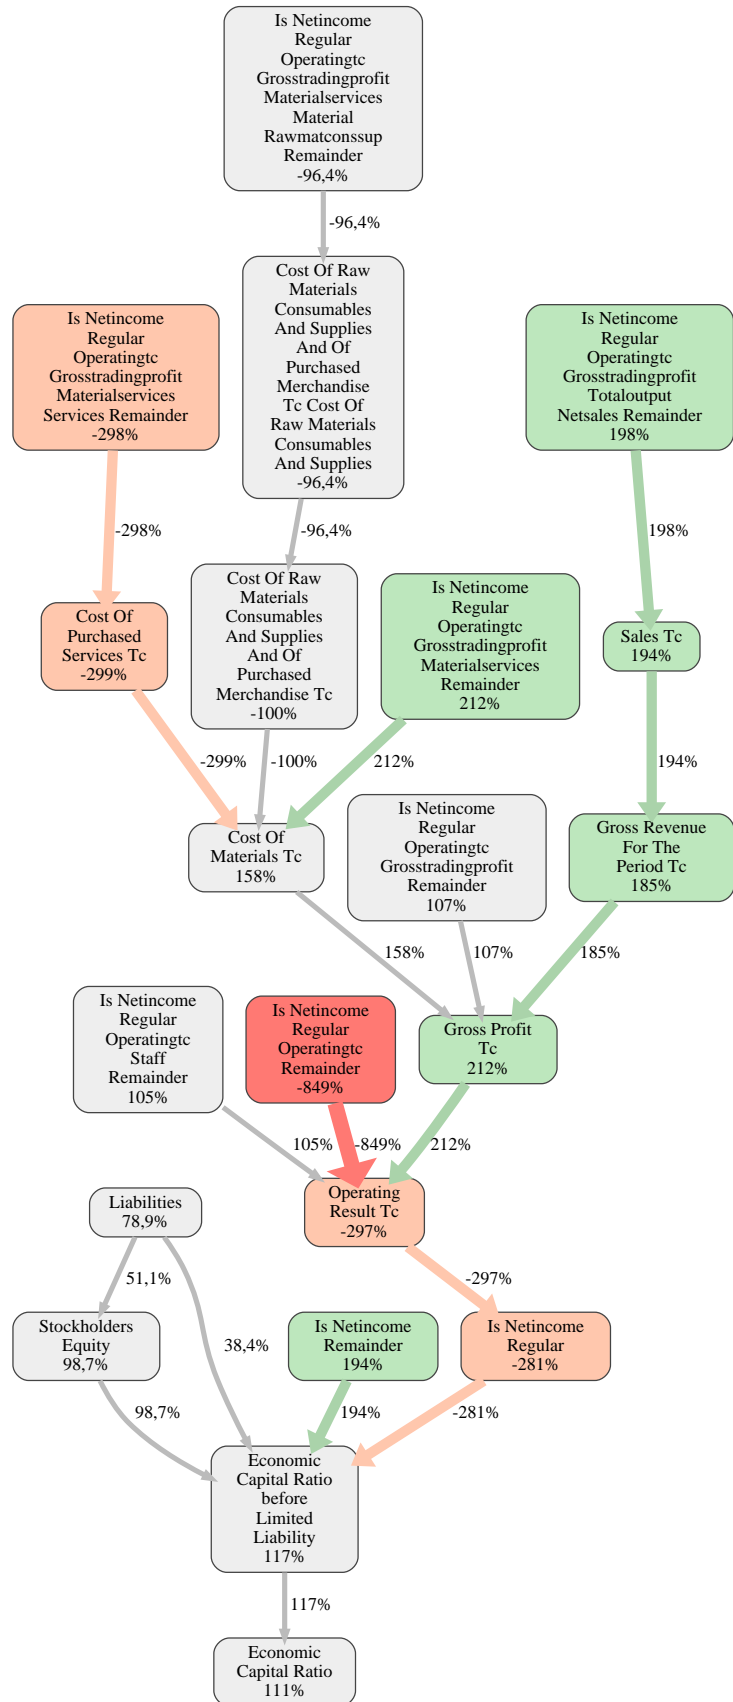 Is Netincome
Regular
Operatingtc
Grosstradingprofit
Materialservices
Material
Rawmatconssup
Remainder
-96,4%
-96,4%
Cost Of Raw
Materials
Consumables
And Supplies
And Of
Purchased
Merchandise
Tc Cost Of
Raw Materials
Consumables
And Supplies
-96,4%
Is Netincome
Regular
Operatingtc
Grosstradingprofit
Materialservices
Services Remainder
-298%
Is Netincome
Regular
Operatingtc
Grosstradingprofit
Totaloutput
Netsales Remainder
198%
-298%
-96,4%
198%
Cost Of
Purchased
Services Tc
-299%
Cost Of Raw
Materials
Consumables
And Supplies
And Of
Purchased
Merchandise Tc
-100%
Is Netincome
Regular
Operatingtc
Grosstradingprofit
Materialservices
Remainder
212%
Sales Tc
194%
-299%
-100%
212%
194%
Cost Of
Materials Tc
158%
Is Netincome
Regular
Operatingtc
Grosstradingprofit
Remainder
107%
Gross Revenue
For The
Period Tc
185%
158%
107%
185%
Is Netincome
Regular
Operatingtc
Staff
Remainder
105%
Is Netincome
Regular
Operatingtc
Remainder
-849%
Gross Profit
Tc
212%
105%
-849%
212%
Liabilities
78,9%
Operating
Result Tc
-297%
51,1%
-297%
Stockholders
Equity
98,7%
38,4%
Is Netincome
Remainder
194%
Is Netincome
Regular
-281%
98,7%
194%
-281%
Economic
Capital Ratio
before
Limited
Liability
117%
117%
Economic
Capital Ratio
111%